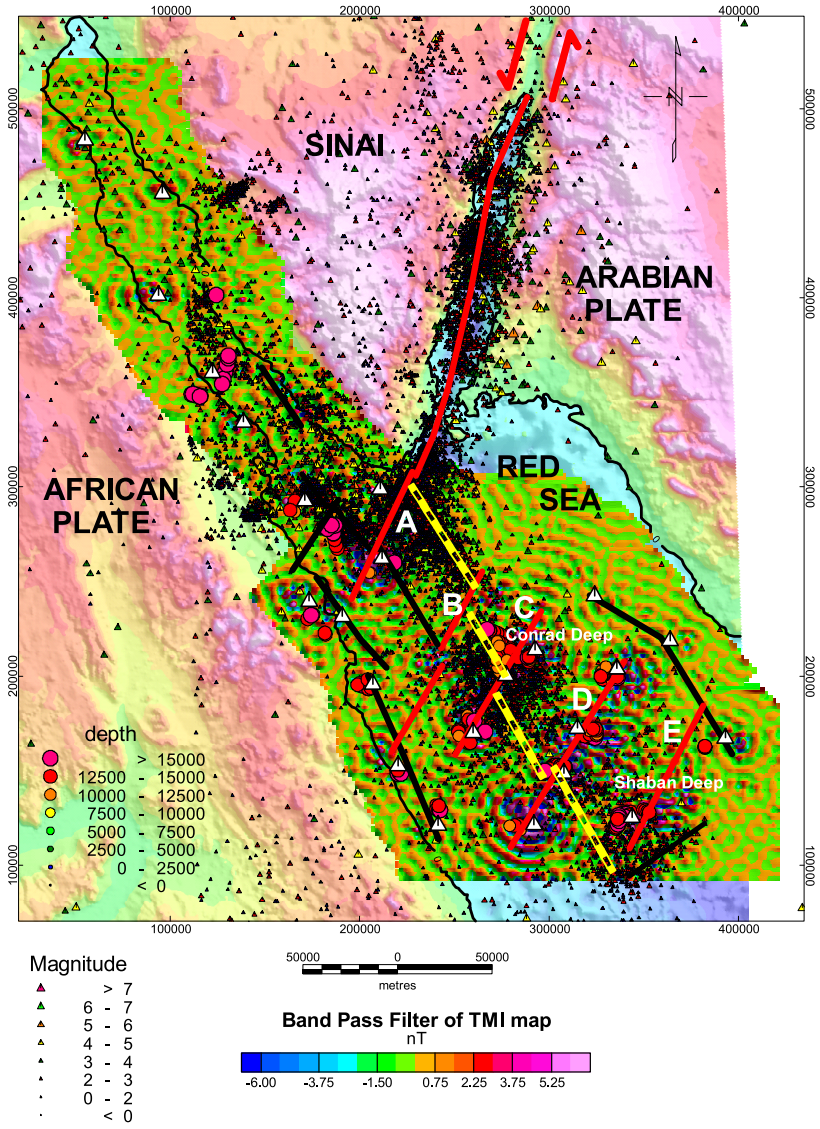 100000 200000 300000 400000
500000 500000
SINAI
ARABIAN
PLATE
400000 400000
300000 300000
RED
SEA
AFRICAN
PLATE
A
B
C
Conrad Deep
200000 200000
D
E
Shaban Deep
depth
> 15000
12500 - 15000
10000 - 12500
7500 - 10000
5000 - 7500
2500 - 5000
0 - 2500
< 0
100000 100000
100000 200000 300000 400000
Magnitude
> 7
6 - 7
5 - 6
4 - 5
3 - 4
2 - 3
0 - 2
< 0
50000 0 50000
metres
Band Pass Filter of TMI map
nT
-6.00 -3.75 -1.50 0.75 2.25 3.75 5.25